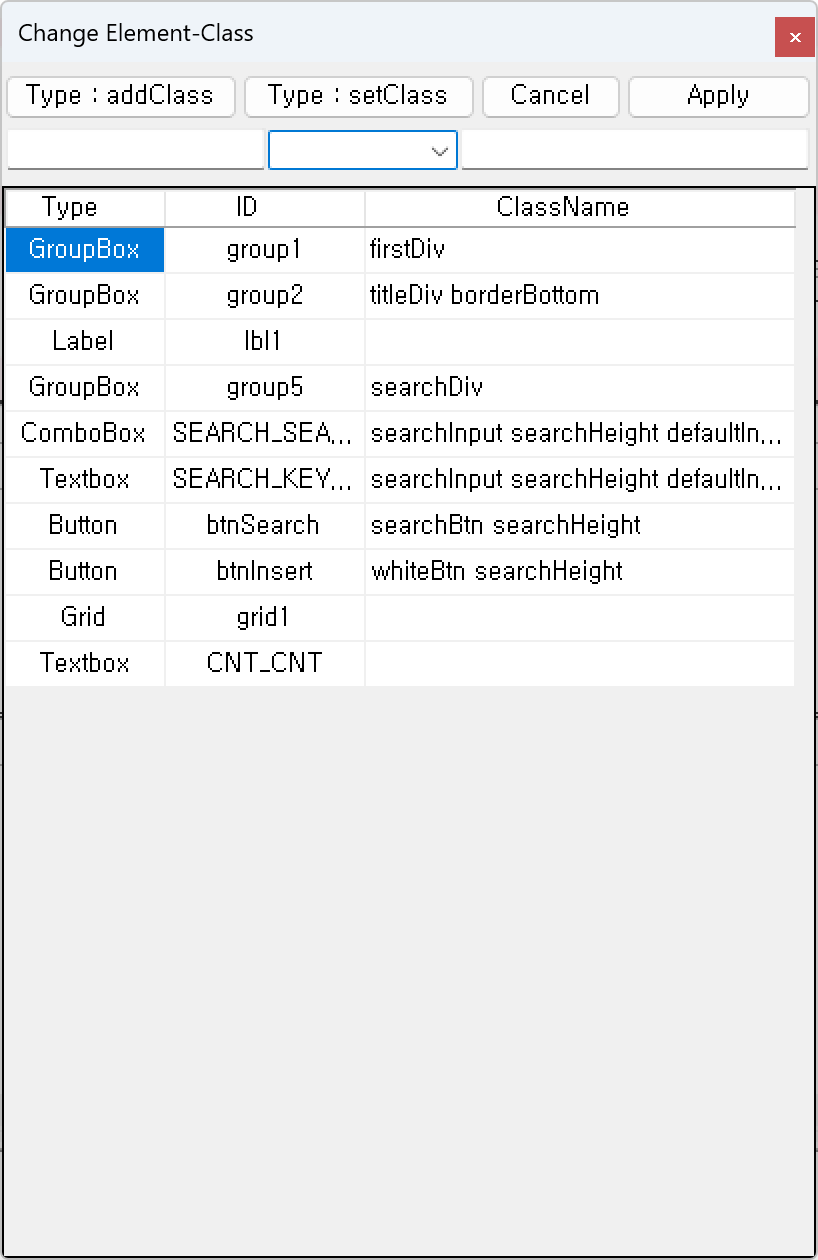 Change Element-Class
Type : addClass Type : setClass Cancel Apply
Type ID ClassName
GroupBox group1 firstDiv
GroupBox group2 titleDiv borderBottom
Label lbl1
GroupBox group5 searchDiv
ComboBox SEARCH_SEA... searchInput searchHeight defaultIn...
Textbox SEARCH_KEY... searchInput searchHeight defaultIn...
Button btnSearch searchBtn searchHeight
Button btnInsert whiteBtn searchHeight
Grid grid1
Textbox CNT_CNT